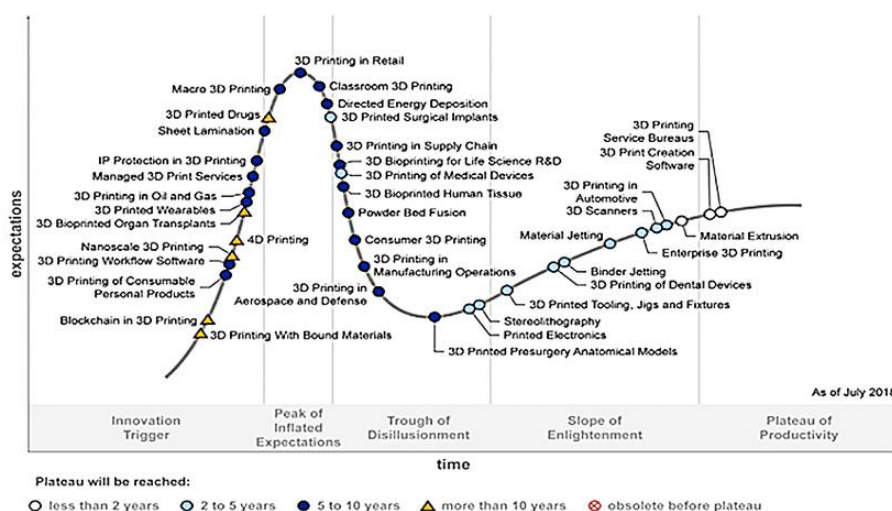 expectations
3D Printing in Retail
Macro 3D Printing
3D Printed Drugs
Sheet Lamination
IP Protection in 3D Printing
Managed 3D Print Services
3D Printing in Oil and Gas
3D Printed Wearables
3D Bioprinted Organ Transplants
4D Printing
Nanoscale 3D Printing
3D Printing Workflow Software
3D Printing of Consumable
Personal Products
Blockchain in 3D Printing
3D Printing With Bound Materials
Classroom 3D Printing
Directed Energy Deposition
3D Printed Surgical Implants
3D Printing in Supply Chain
3D Bioprinting for Life Science R&D
3D Printing of Medical Devices
3D Bioprinted Human Tissue
Powder Bed Fusion
Consumer 3D Printing
3D Printing in
Manufacturing Operations
3D Printing in
Aerospace and Defense
3D Printed Presurgery Anatomical Models
Printed Electronics
Stereolithography
3D Printed Tooling, Jigs and Fixtures
3D Printing of Dental Devices
Binder Jetting
Material Jetting
Enterprise 3D Printing
3D Scanners
3D Printing in
Automotive
Material Extrusion
3D Print Creation
Software
3D Printing
Service Bureaus
As of July 2018
Innovation
Trigger
Peak of
Inflated
Expectations
Trough of
Disillusionment
Slope of
Enlightenment
Plateau of
Productivity
time
Plateau will be reached:
less than 2 years
2 to 5 years
5 to 10 years
more than 10 years
obsolete before plateau